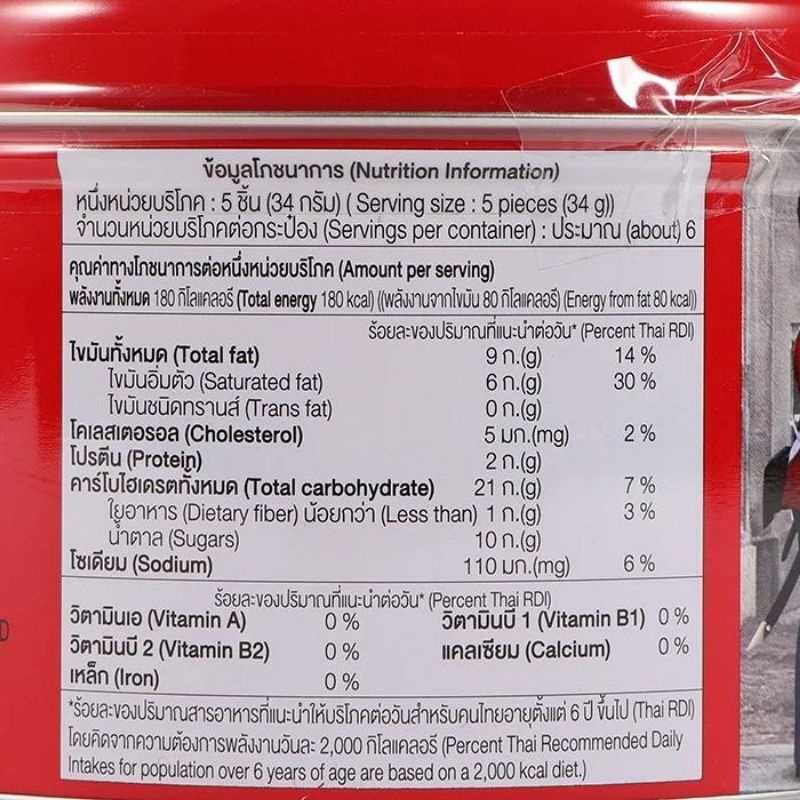 ข้อมูลโภชนาการ (Nutrition Information)
หนึ่งหน่วยบริโภค : 5 ชิ้น (34 กรัม) ( Serving size : 5 pieces (34 g))
จำนวนหน่วยบริโภคต่อกระป๋อง (Servings per container) : ประมาณ (about) 6
คุณค่าทางโภชนาการต่อหนึ่งหน่วยบริโภค (Amount per serving)
พลังงานทั้งหมด 180 กิโลแคลอรี (Total energy 180 kcal) ((พลังงานจากไขมัน 80 กิโลแคลอรี) (Energy from fat 80 kcal))
ร้อยละของปริมาณที่แนะนำต่อวัน* (Percent Thai RDI)
ไขมันทั้งหมด (Total fat) 9 ก.(g) 14 %
ไขมันอิ่มตัว (Saturated fat) 6 ก.(g) 30 %
ไขมันชนิดทรานส์ (Trans fat) 0 ก.(g)
โคเลสเตอรอล (Cholesterol) 5 มก.(mg) 2 %
โปรตีน (Protein) 2 ก.(g)
คาร์โบไฮเดรตทั้งหมด (Total carbohydrate) 21 ก.(g) 7 %
ใยอาหาร (Dietary fiber) น้อยกว่า (Less than) 1 ก.(g) 3 %
น้ำตาล (Sugars) 10 ก.(g)
โซเดียม (Sodium) 110 มก.(mg) 6 %
ร้อยละของปริมาณที่แนะนำต่อวัน* (Percent Thai RDI)
วิตามินเอ (Vitamin A) 0 % วิตามินบี 1 (Vitamin B1) 0 %
วิตามินบี 2 (Vitamin B2) 0 % แคลเซียม (Calcium) 0 %
เหล็ก (Iron) 0 %
*ร้อยละของปริมาณสารอาหารที่แนะนำให้บริโภคต่อวันสำหรับคนไทยอายุตั้งแต่ 6 ปี ขึ้นไป (Thai RDI)
โดยคิดจากความต้องการพลังงานวันละ 2,000 กิโลแคลอรี (Percent Thai Recommended Daily
Intakes for population over 6 years of age are based on a 2,000 kcal diet.)